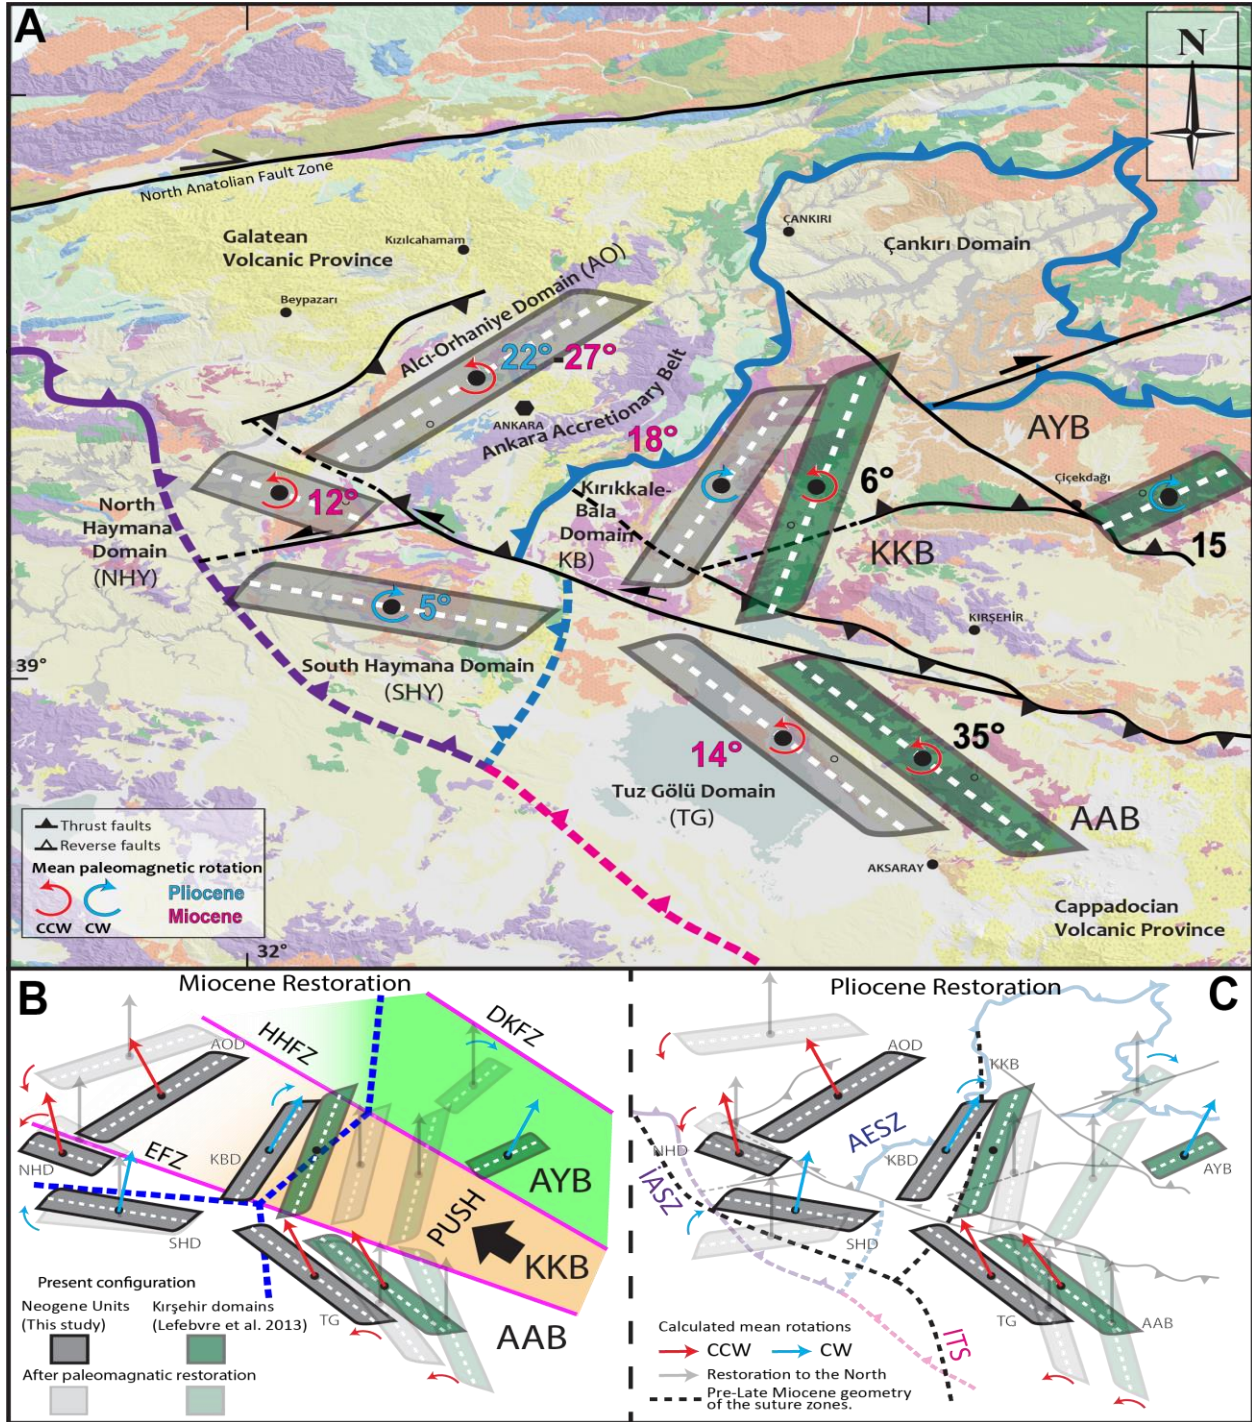 A
N
North Anatolian Fault Zone
ÇANKIRI
Galatean
Volcanic Province
Kızılcahamam
Çankırı Domain
Beypazarı
Alcı-Orhaniye Domain (AO)
22°-27°
ANKARA
Ankara Accretionary Belt
18°
AYB
Kırıkkale-
Bala
Domain
KB)
6°
Çiçekdağı
12°
North
Haymana
Domain
(NHY)
KKB
15
5°
KIRŞEHİR
39°
South Haymana Domain
(SHY)
14°
35°
Tuz Gölü Domain
(TG)
AAB
AKSARAY
Cappadocian
Volcanic Province
Thrust faults
Reverse faults
Mean paleomagnetic rotation
Pliocene
Miocene
CCW CW
32°
B
Miocene Restoration
HHFZ
DKFZ
AOD
EFZ
KBD
NHD
AYB
PUSH
SHD
KKB
TG
AAB
Present configuration
Neogene Units
(This study)
Kırşehir domains
(Lefebvre et al. 2013)
After paleomagnetic restoration
Pliocene Restoration
C
AOD
KKB
AESZ
NHD
KBD
AYB
IASZ
SHD
TG
AAB
ITS
Calculated mean rotations
CCW CW
Restoration to the North
Pre-Late Miocene geometry
of the suture zones.